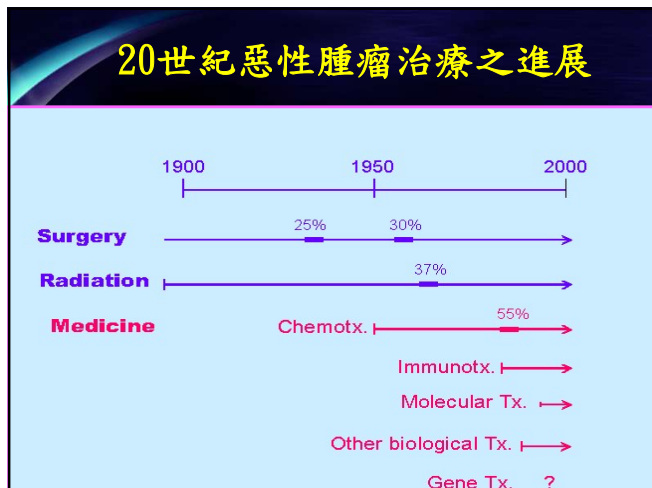 20世紀惡性腫瘤治療之進展
1900 1950 2000
25% 30%
Surgery
37%
Radiation
55%
Medicine Chemotx.
Immunotx.
Molecular Tx.
Other biological Tx.
Gene Tx. ?